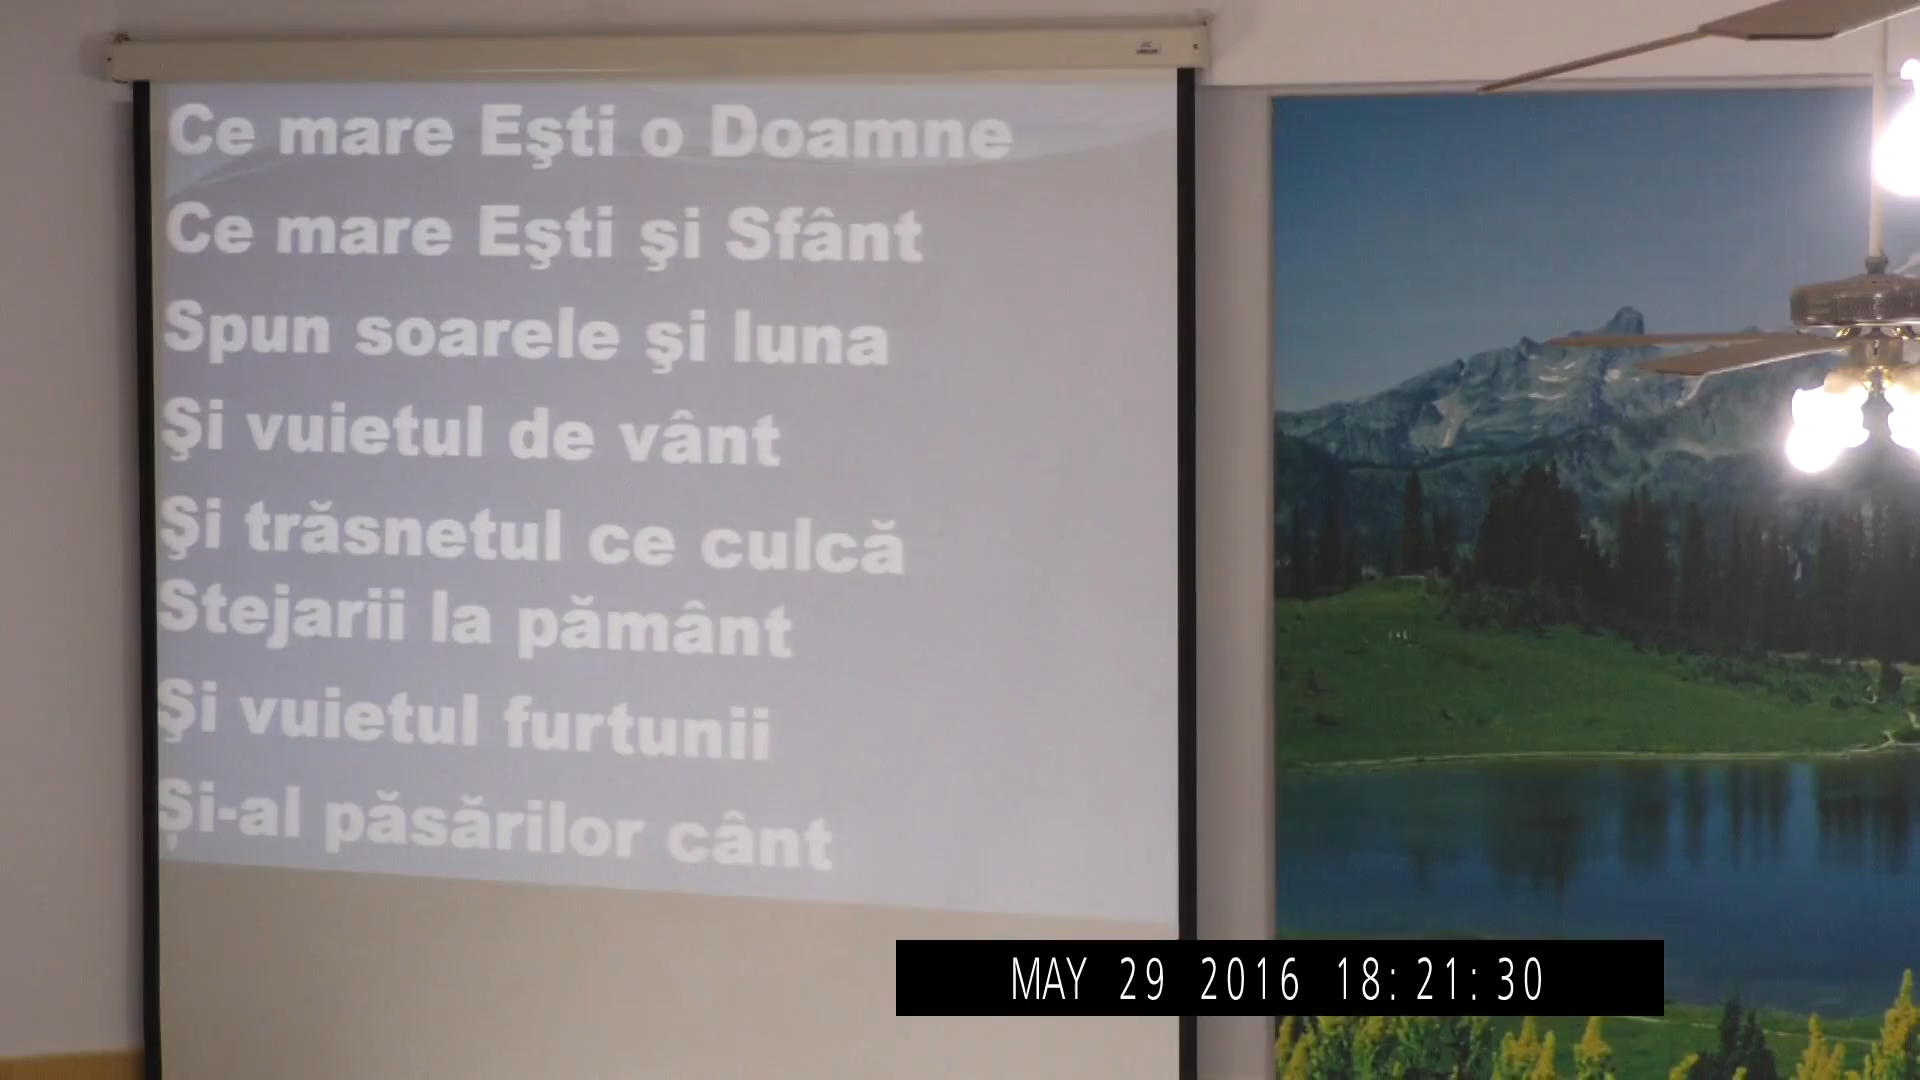 Ce mare Eşti o Doamne
Ce mare Eşti şi Sfânt
Spun soarele şi luna
Şi vuietul de vânt
Şi trăsnetul ce culcă
Stejarii la pământ
Şi vuietul furtunii
Și-al păsărilor cânt
MAY 29 2016 18:21:30